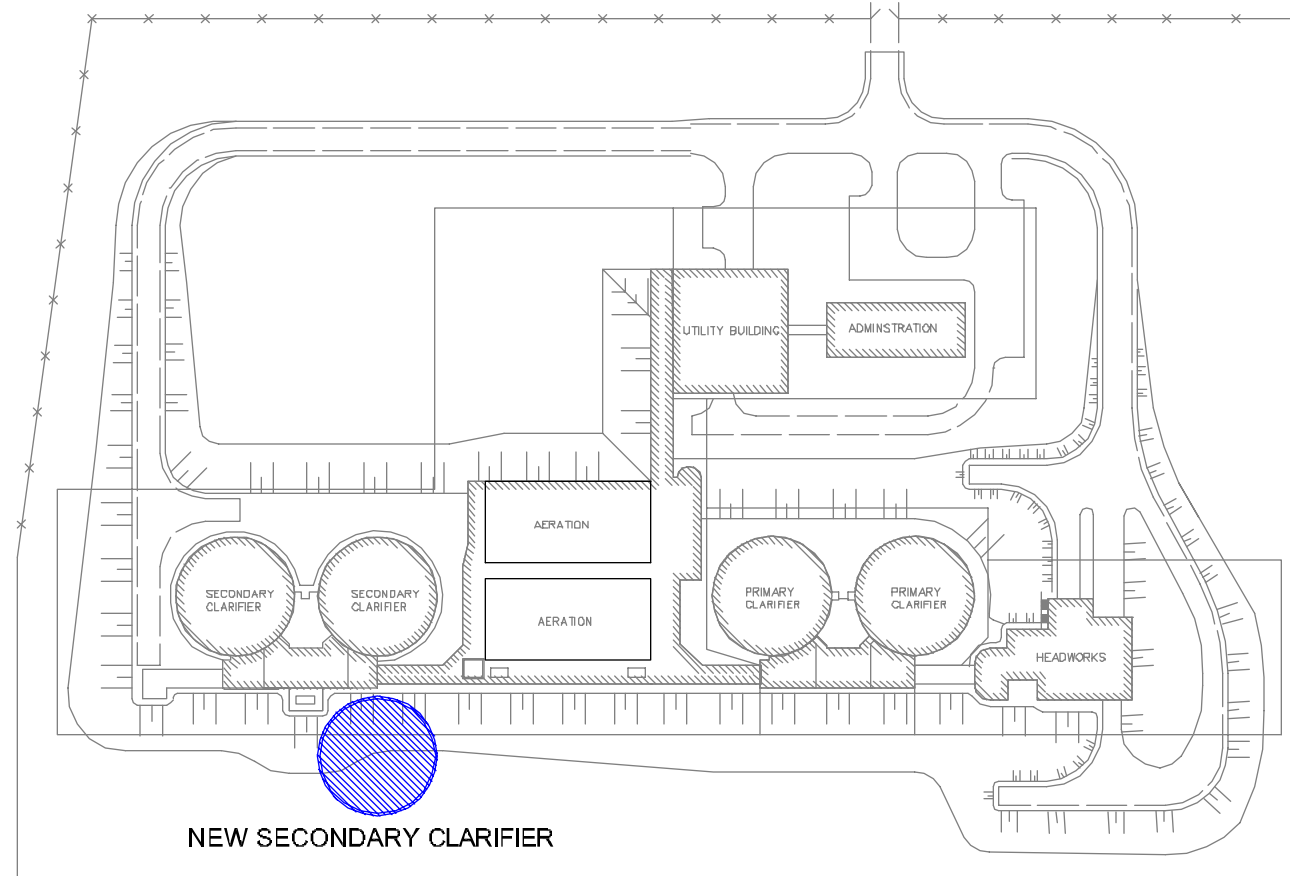 UTILITY BUILDING
ADMINSTRATION
AERATION
SECONDARY
CLARIFIER
SECONDARY
CLARIFIER
PRIMARY
CLARIFIER
PRIMARY
CLARIFIER
AERATION
HEADWORKS
NEW SECONDARY CLARIFIER